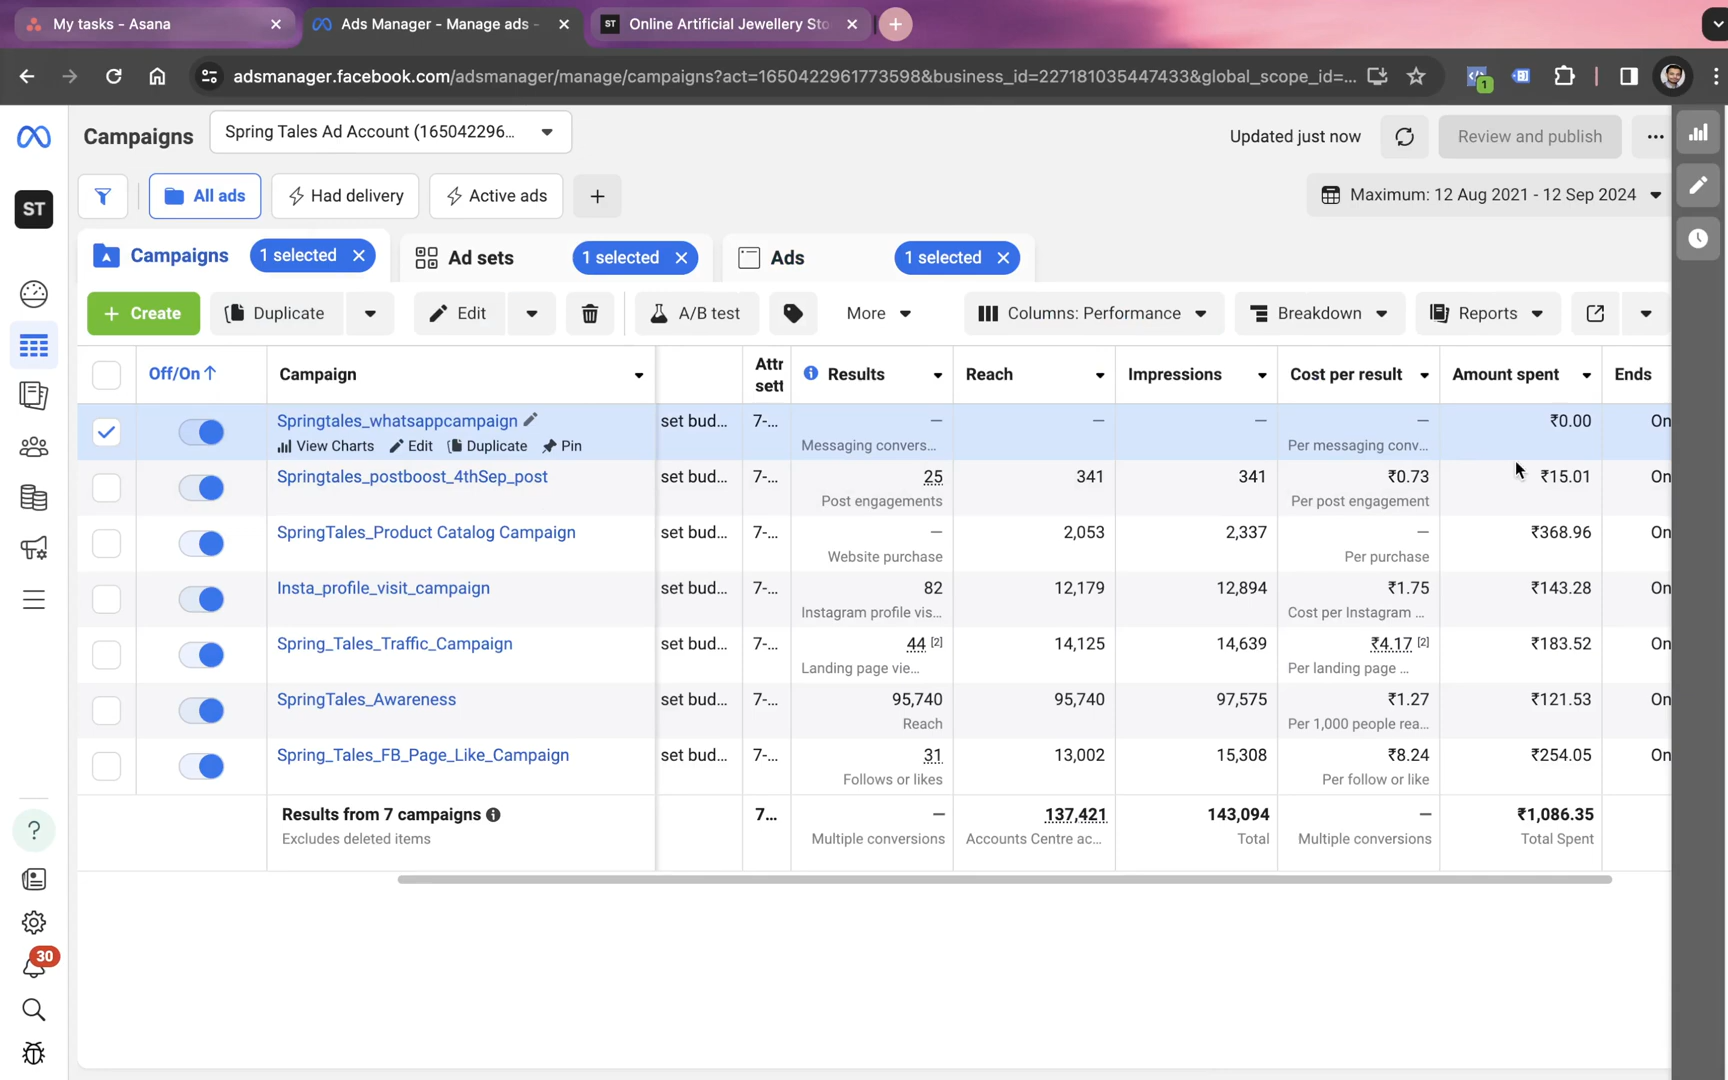 My tasks - Asana
Ads Manager - Manage ads -
ST Online Artificial Jewellery Sto
adsmanager.facebook.com/adsmanager/manage/campaigns?act=1650422961773598&business_id=227181035447433&global_scope_id=...
1
Campaigns
Spring Tales Ad Account (165042296...
Updated just now
Review and publish
ST
All ads
Had delivery
Active ads
Maximum: 12 Aug 2021 - 12 Sep 2024
Campaigns 1 selected
Ad sets 1 selected
Ads 1 selected
+ Create
Duplicate
Edit
A/B test
More
Columns: Performance
Breakdown
Reports
Off/On↑ Campaign Attr sett Results Reach Impressions Cost per result Amount spent Ends
Springtales_whatsappcampaign set bud... 7-... — — — — ₹0.00 On
View Charts Edit Duplicate Pin Messaging convers... Per messaging conv...
Springtales_postboost_4thSep_post set bud... 7-... 25 341 341 ₹0.73 ₹15.01 On
Post engagements Per post engagement
SpringTales_Product Catalog Campaign set bud... 7-... — 2,053 2,337 — ₹368.96 On
Website purchase Per purchase
Insta_profile_visit_campaign set bud... 7-... 82 12,179 12,894 ₹1.75 ₹143.28 On
Instagram profile vis... Cost per Instagram ...
Spring_Tales_Traffic_Campaign set bud... 7-... 44 [2] 14,125 14,639 ₹4.17 [2] ₹183.52 On
Landing page vie... Per landing page ...
SpringTales_Awareness set bud... 7-... 95,740 95,740 97,575 ₹1.27 ₹121.53 On
Reach Per 1,000 people rea...
Spring_Tales_FB_Page_Like_Campaign set bud... 7-... 31 13,002 15,308 ₹8.24 ₹254.05 On
Follows or likes Per follow or like
Results from 7 campaigns 7... — 137,421 143,094 — ₹1,086.35
Excludes deleted items Multiple conversions Accounts Centre ac... Total Multiple conversions Total Spent
?
30